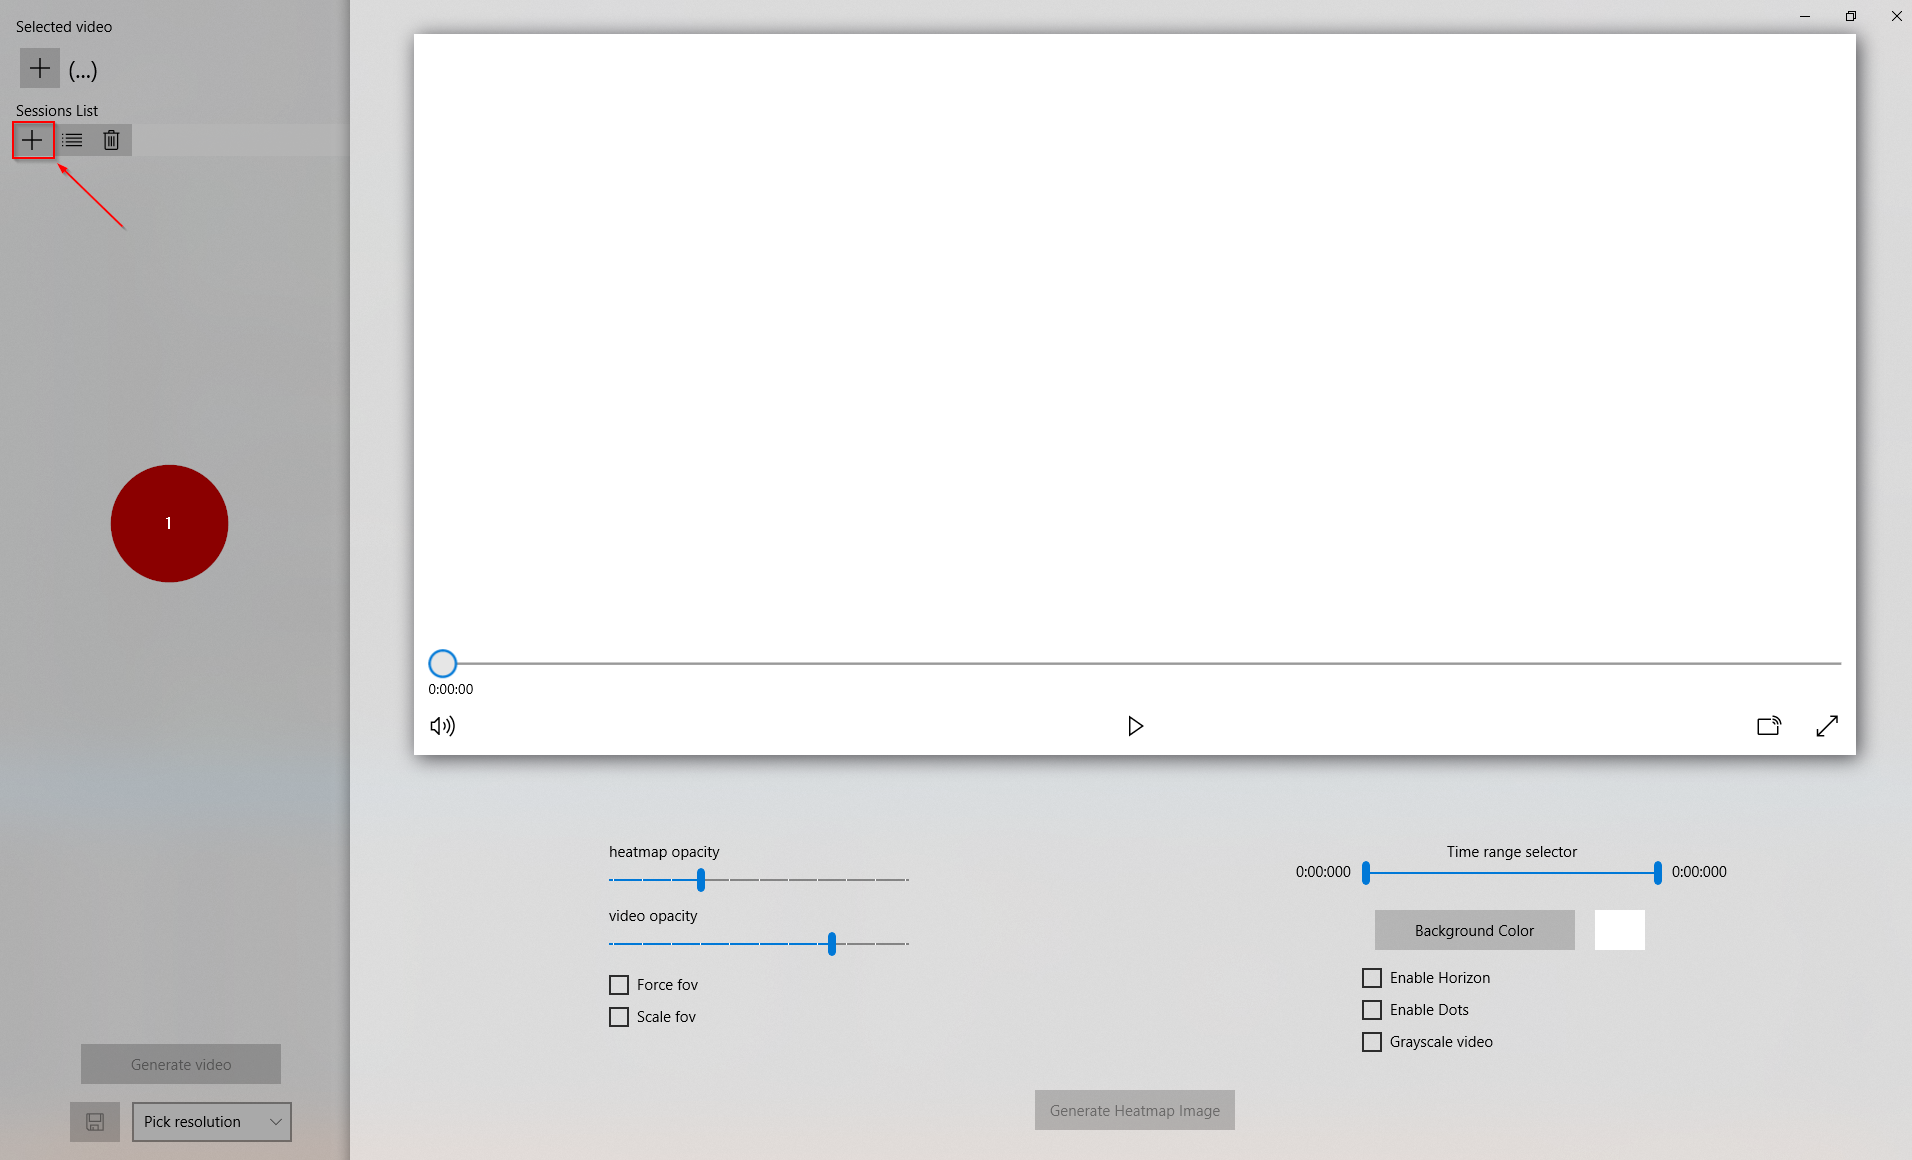 Selected video
(...)
Sessions List
1
Generate video
Pick resolution
0:00:00
heatmap opacity
video opacity
Force fov
Scale fov
Time range selector
0:00:000 0:00:000
Background Color
Enable Horizon
Enable Dots
Grayscale video
Generate Heatmap Image